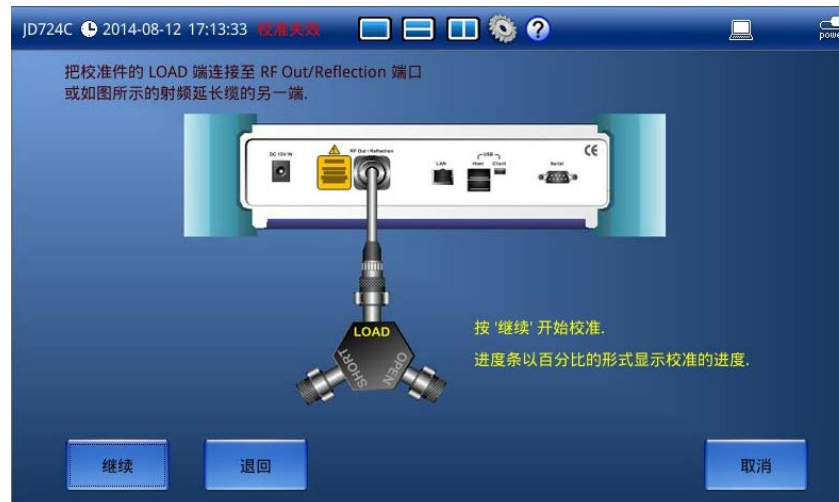 JD724C 2014-08-12 17:13:33 校准失效
把校准件的 LOAD 端连接至 RF Out/Reflection 端口
或如图所示的射频延长缆的另一端.
DC 15V IN
RF Out / Reflection
LAN
USB
Host Client
Serial
CE
LOAD
SHORT
OPEN
按 '继续' 开始校准.
进度条以百分比的形式显示校准的进度.
继续 退回 取消